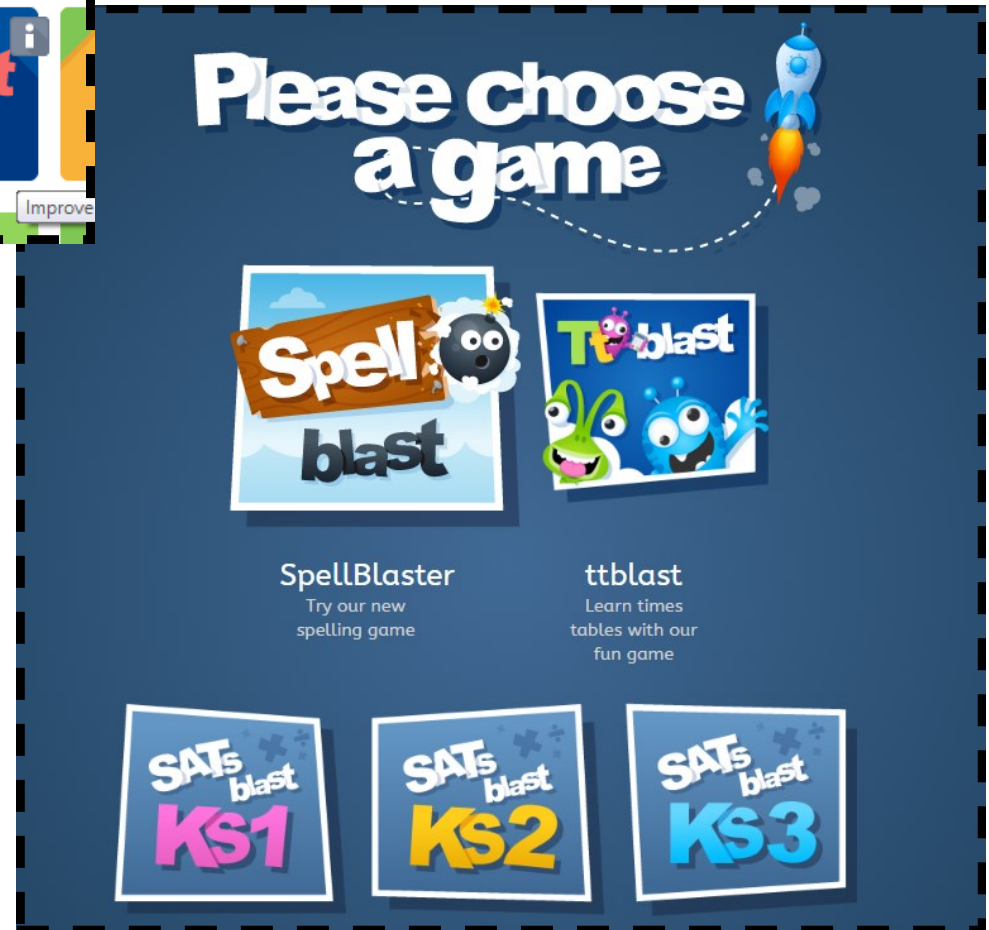 i
t
Improve
Please choose
a game
Spell
blast
Tt blast
SpellBlaster
Try our new
spelling game
ttblast
Learn times
tables with our
fun game
SATs
blast
Ks1
SATs
blast
Ks2
SATs
blast
Ks3